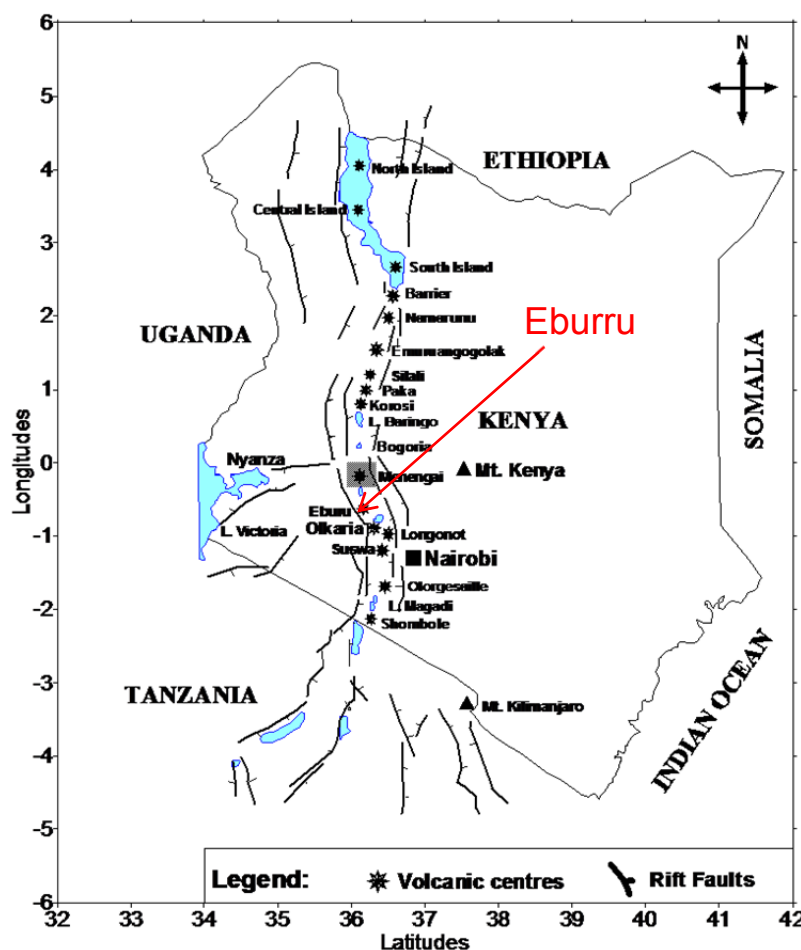 6
N
5
ETHIOPIA
4
North Island
Central Island
3
South Island
Barrier
2
Namarunu
UGANDA
Eburru
Emuruangogolak
SOMALIA
Silali
1
Paka
Korosi
L. Baringo
KENYA
Longitudes
Bogoria
0
Nyanza
Menengai
Mt. Kenya
Eburu
L. Victoria
Olkaria
-1
Longonot
Suswa
Nairobi
Olorgesailie
-2
L. Magadi
Shombole
-3
TANZANIA
Mt. Kilimanjaro
INDIAN OCEAN
-4
-5
Legend: Volcanic centres Rift Faults
-6
32 33 34 35 36 37 38 39 40 41 42
Latitudes